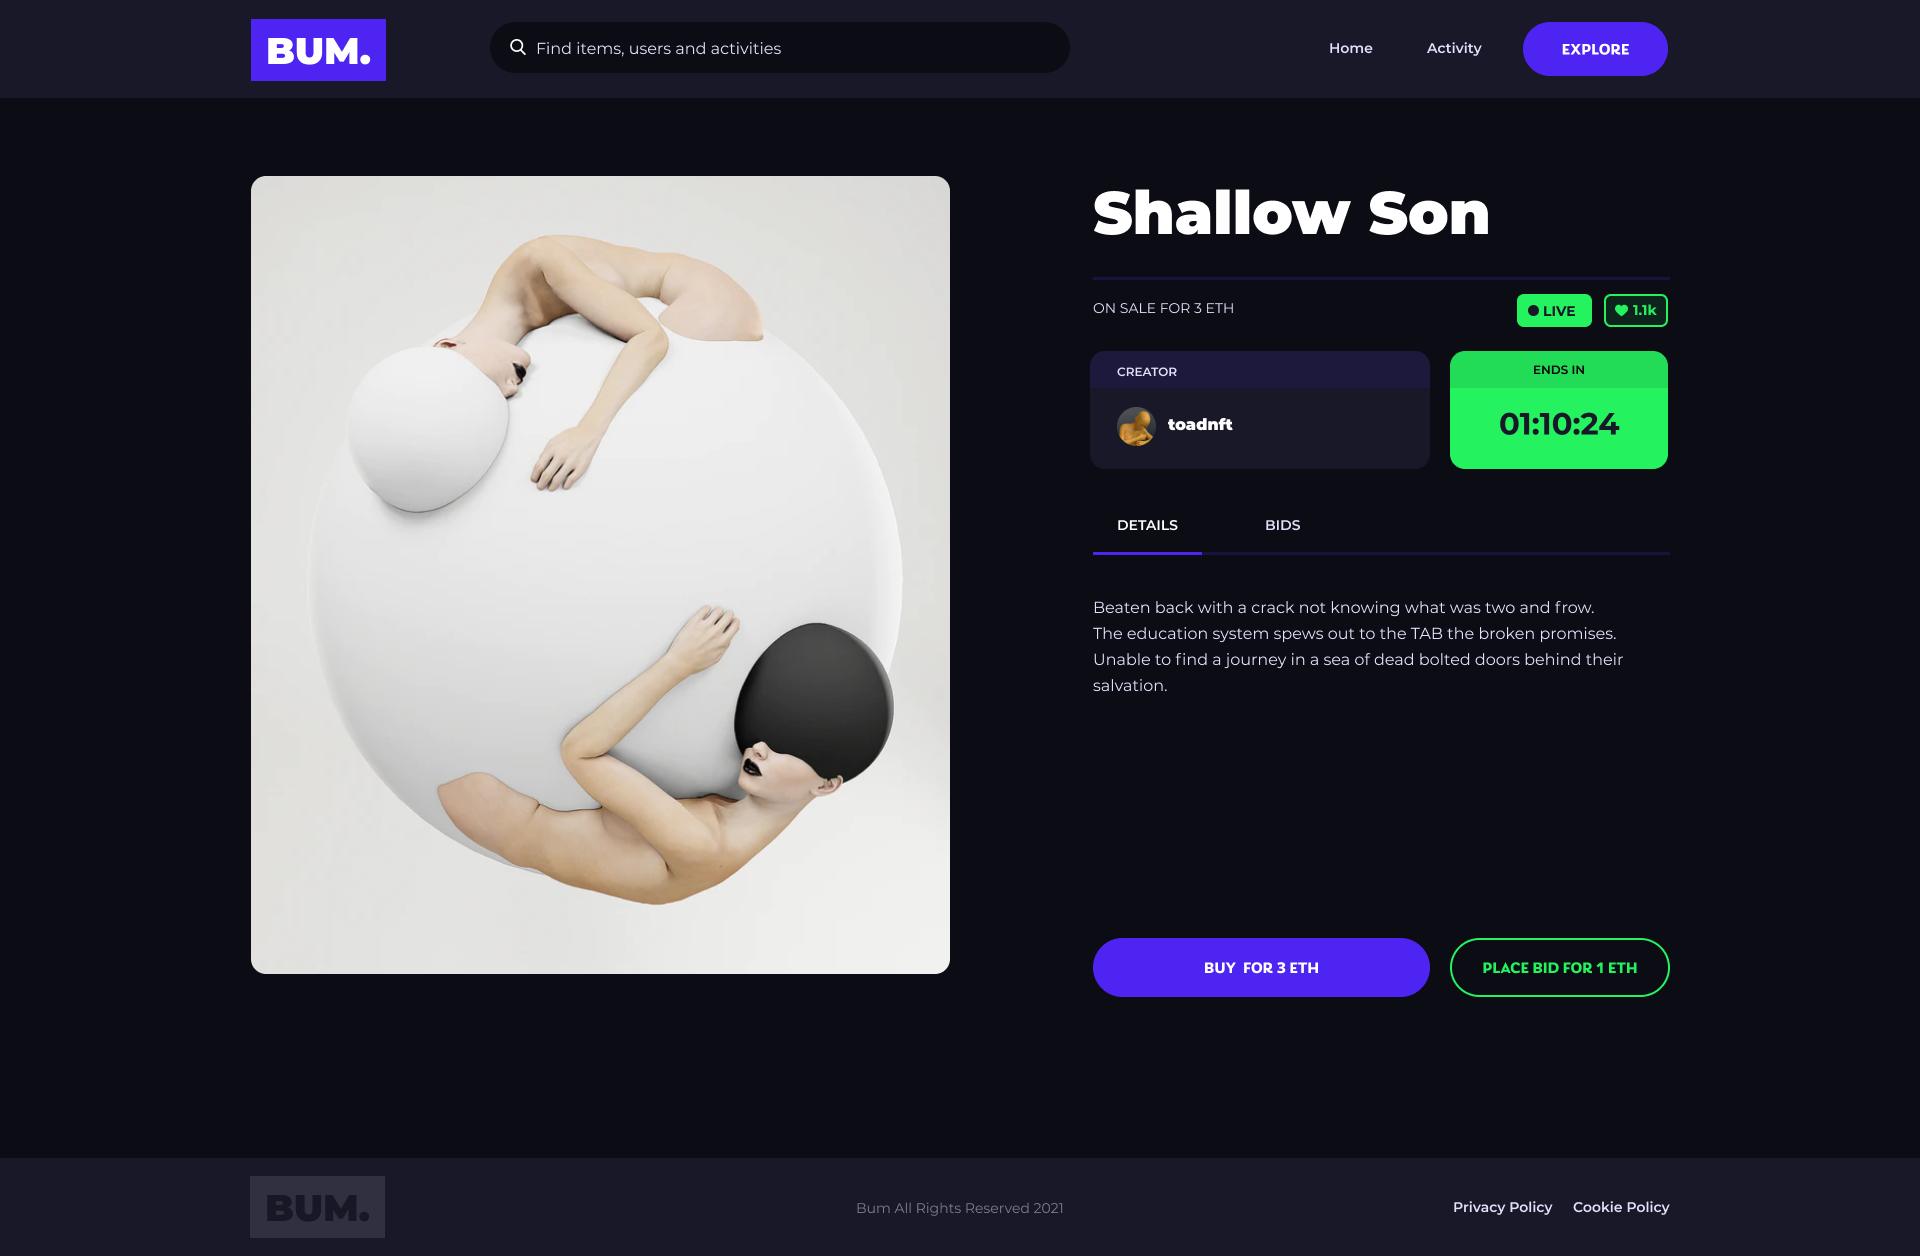 BUM.
Find items, users and activities
Home
Activity
EXPLORE
Shallow Son
ON SALE FOR 3 ETH
LIVE
1.1k
CREATOR
toadnft
ENDS IN
01:10:24
DETAILS
BIDS
Beaten back with a crack not knowing what was two and frow.
The education system spews out to the TAB the broken promises.
Unable to find a journey in a sea of dead bolted doors behind their
salvation.
BUY FOR 3 ETH
PLACE BID FOR 1 ETH
BUM.
Bum All Rights Reserved 2021
Privacy Policy
Cookie Policy